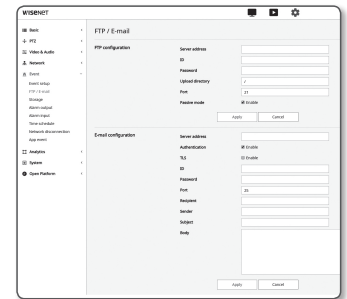 WISENET
Basic
PTZ
Video & Audio
Network
Event
Event setup
FTP / E-mail
Storage
Alarm output
Alarm input
Time schedule
Network disconnection
App event
Analytics
System
Open Platform
FTP / E-mail
FTP configuration
Server address
ID
Password
Upload directory
/
Port
21
Passive mode
Enable
Apply
Cancel
E-mail configuration
Server address
Authentication
Enable
TLS
Enable
ID
Password
Port
25
Recipient
Sender
Subject
Body
Apply
Cancel